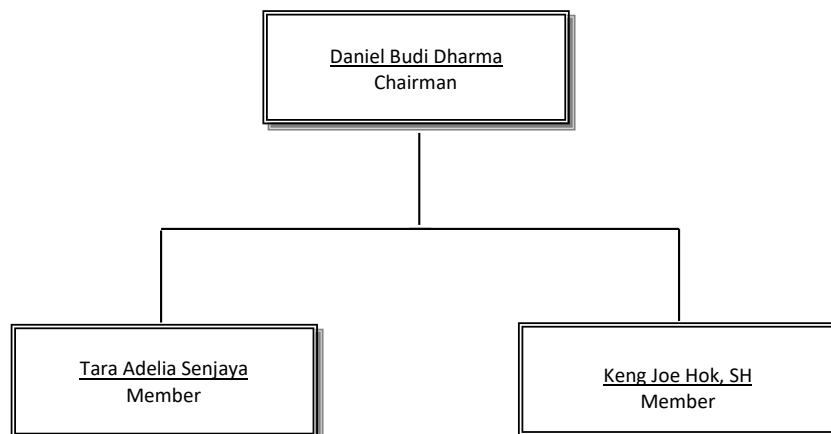 Daniel Budi Dharma
Chairman
Tara Adelia Senjaya
Member
Keng Joe Hok, SH
Member